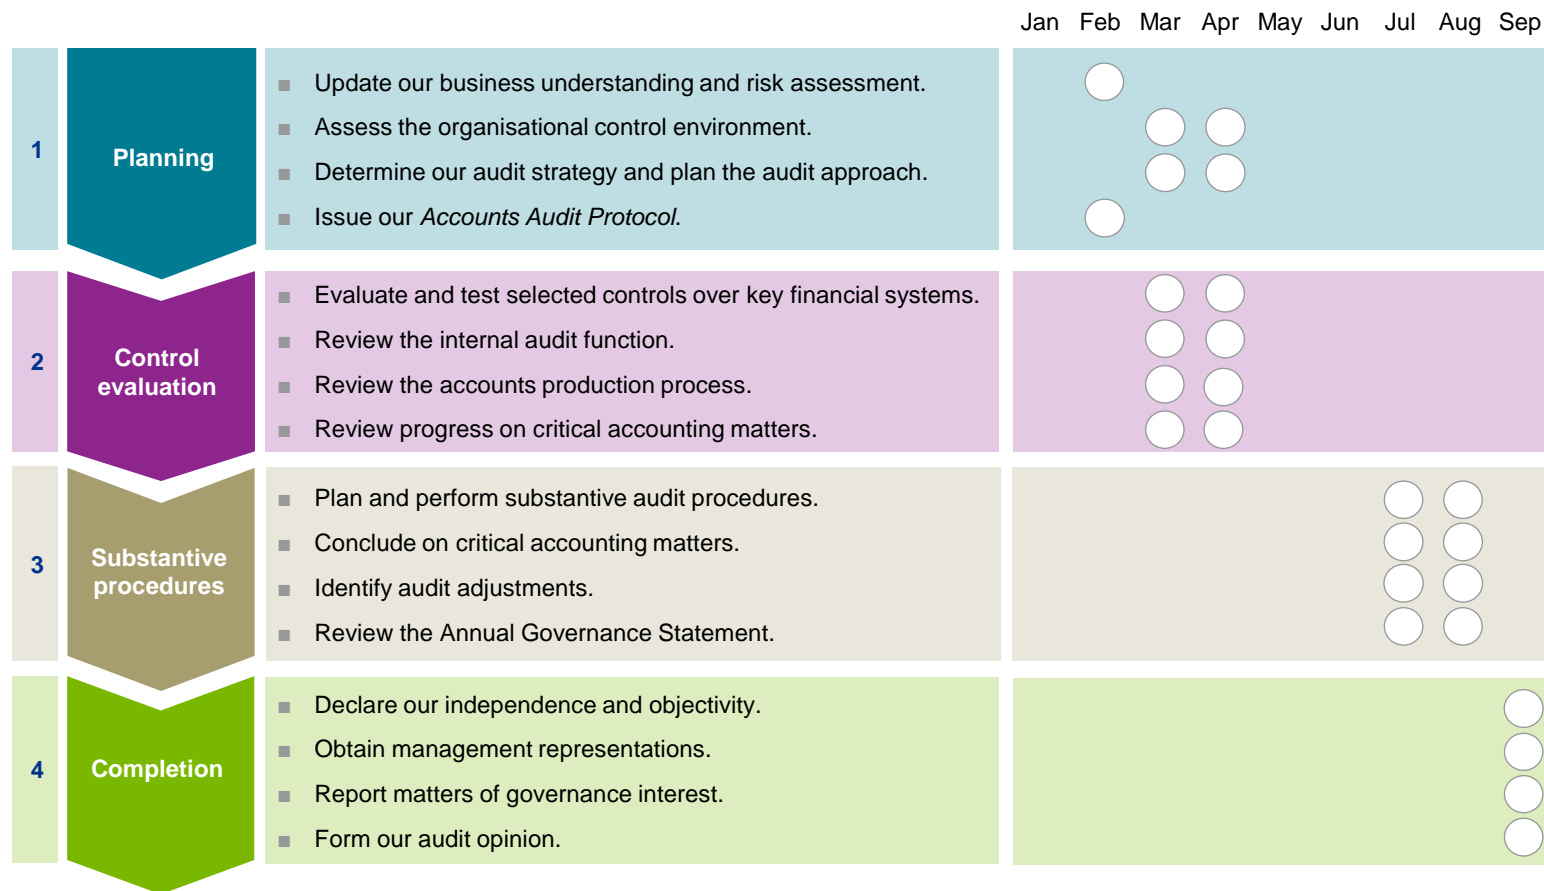 Jan Feb Mar Apr May Jun Jul Aug Sep
1
Planning
■ Update our business understanding and risk assessment.
■ Assess the organisational control environment.
■ Determine our audit strategy and plan the audit approach.
■ Issue our Accounts Audit Protocol.
2
Control
evaluation
■ Evaluate and test selected controls over key financial systems.
■ Review the internal audit function.
■ Review the accounts production process.
■ Review progress on critical accounting matters.
3
Substantive
procedures
■ Plan and perform substantive audit procedures.
■ Conclude on critical accounting matters.
■ Identify audit adjustments.
■ Review the Annual Governance Statement.
4
Completion
■ Declare our independence and objectivity.
■ Obtain management representations.
■ Report matters of governance interest.
■ Form our audit opinion.